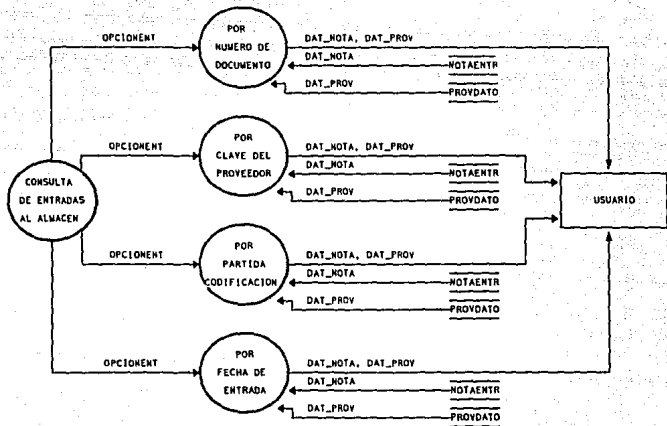 POR
NUMERO DE
DOCUMENTO
OPCIONENT
DAT_NOTA, DAT_PROV
DAT_NOTA
NOTAENTR
DAT_PROV
PROVDATO
POR
CLAVE DEL
PROVEEDOR
OPCIONENT
DAT_NOTA, DAT_PROV
DAT_NOTA
NOTAENTR
DAT_PROV
PROVDATO
CONSULTA
DE ENTRADAS
AL ALMACEN
USUARIO
POR
PARTIDA
CODIFICACION
OPCIONENT
DAT_NOTA, DAT_PROV
DAT_NOTA
NOTAENTR
DAT_PROV
PROVDATO
POR
FECHA DE
ENTRADA
OPCIONENT
DAT_NOTA, DAT_PROV
DAT_NOTA
NOTAENTR
DAT_PROV
PROVDATO